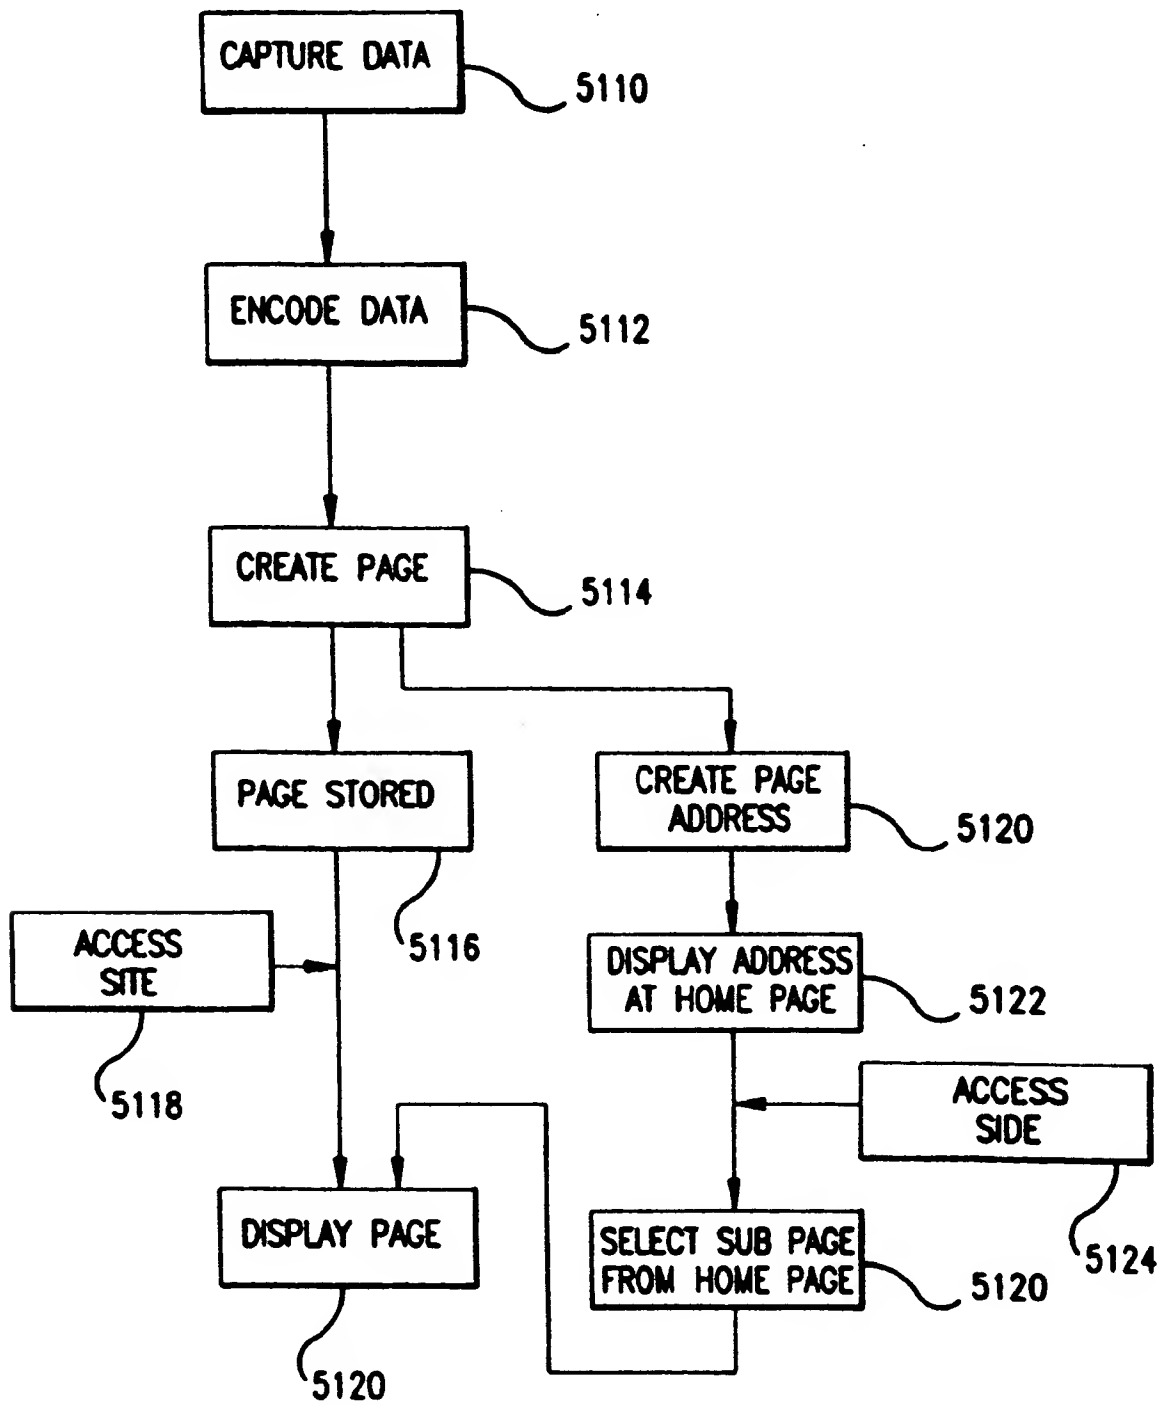 CAPTURE DATA
5110
ENCODE DATA
5112
CREATE PAGE
5114
PAGE STORED
5116
CREATE PAGE
ADDRESS
5120
ACCESS
SITE
5118
DISPLAY ADDRESS
AT HOME PAGE
5122
ACCESS
SIDE
5124
DISPLAY PAGE
5120
SELECT SUB PAGE
FROM HOME PAGE
5120